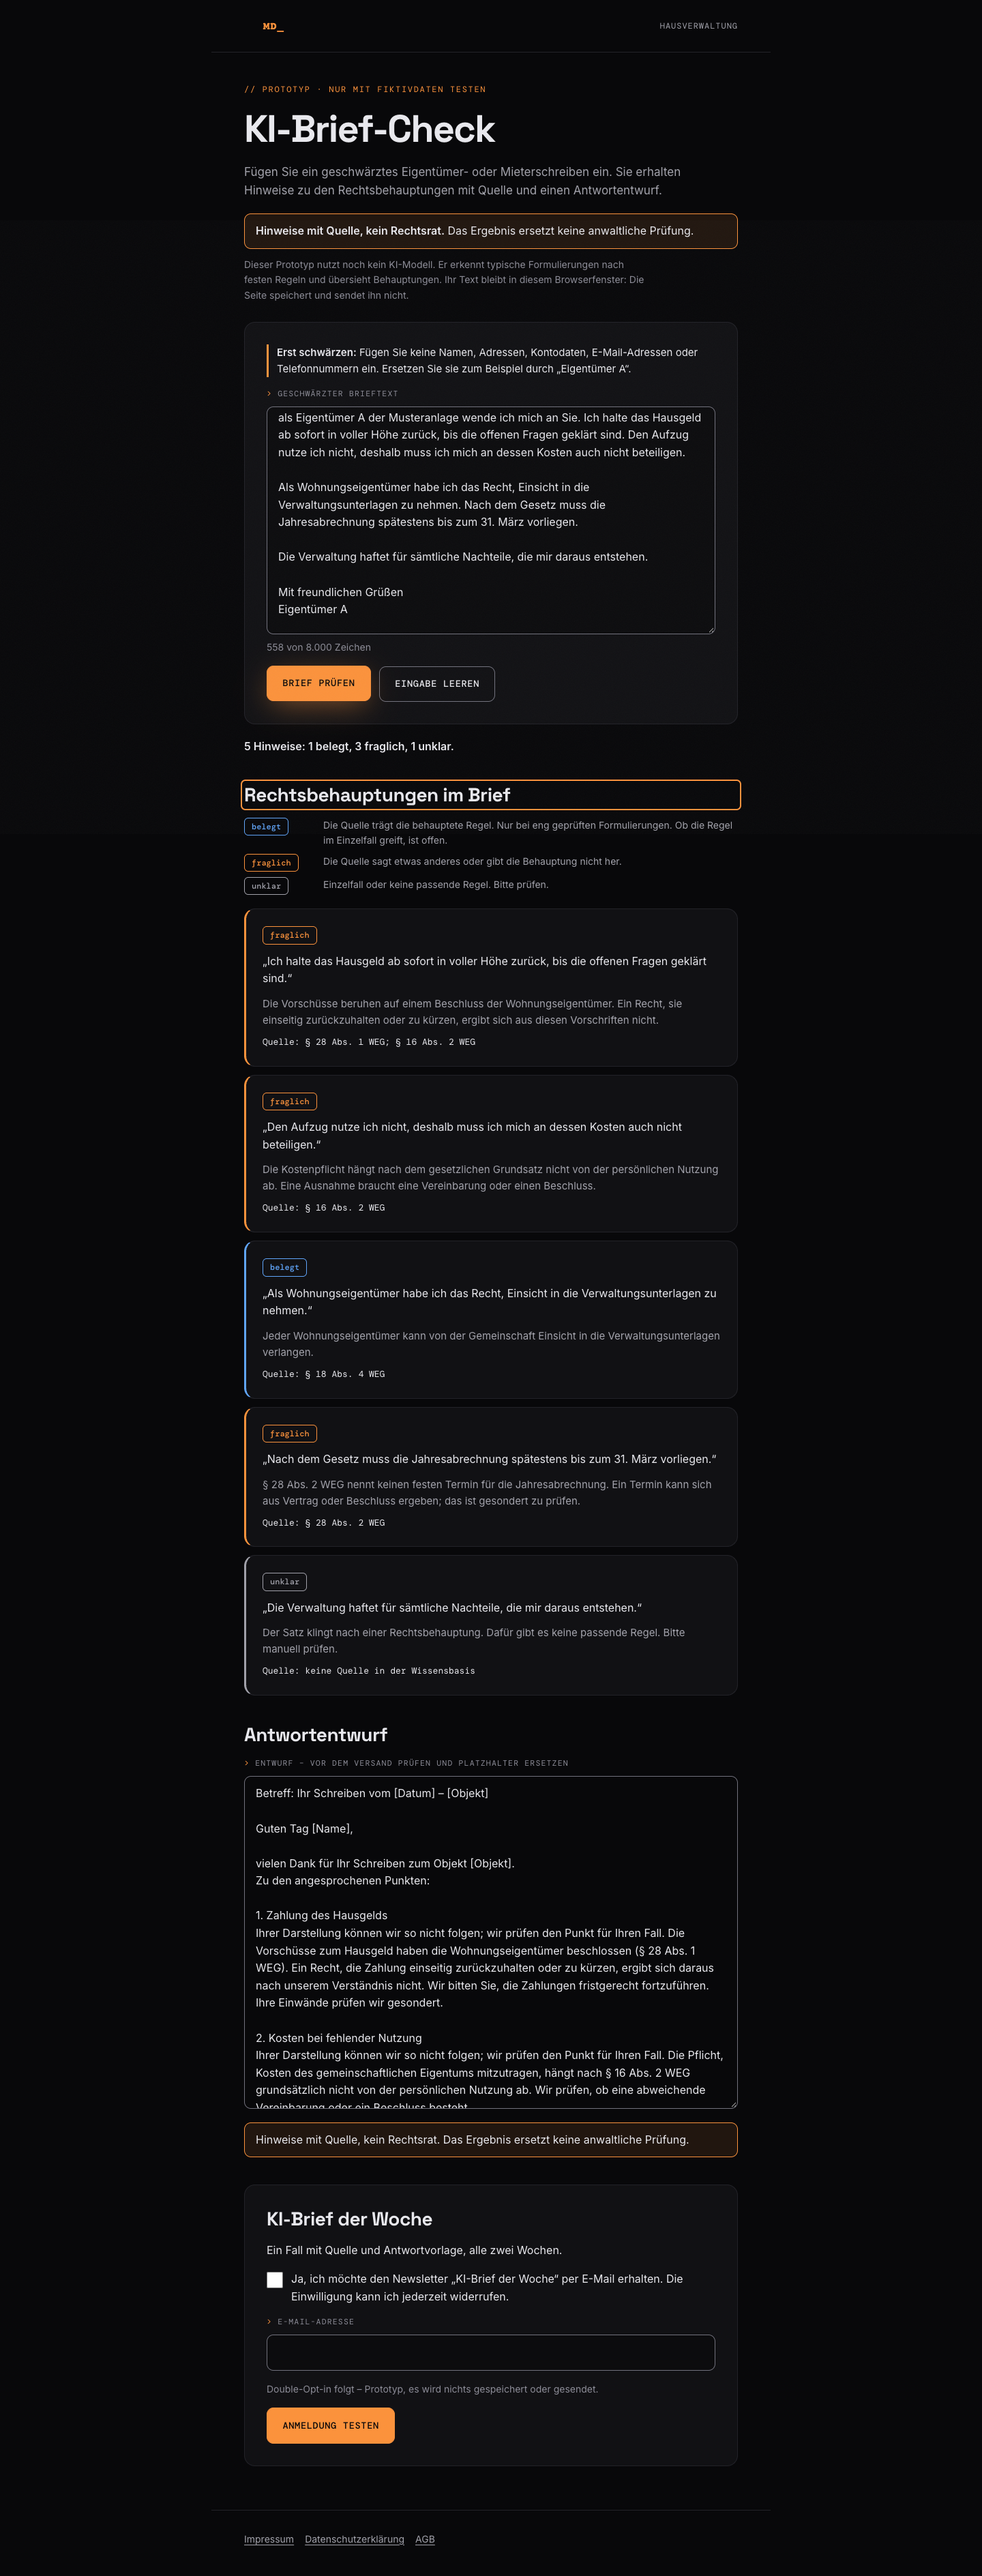 MD_
HAUSVERWALTUNG
// PROTOTYP · NUR MIT FIKTIVDATEN TESTEN
KI-Brief-Check
Fügen Sie ein geschwärztes Eigentümer- oder Mieterschreiben ein. Sie erhalten
Hinweise zu den Rechtsbehauptungen mit Quelle und einen Antwortentwurf.
Hinweise mit Quelle, kein Rechtsrat. Das Ergebnis ersetzt keine anwaltliche Prüfung.
Dieser Prototyp nutzt noch kein KI-Modell. Er erkennt typische Formulierungen nach
festen Regeln und übersieht Behauptungen. Ihr Text bleibt in diesem Browserfenster: Die
Seite speichert und sendet ihn nicht.
Erst schwärzen: Fügen Sie keine Namen, Adressen, Kontodaten, E-Mail-Adressen oder
Telefonnummern ein. Ersetzen Sie sie zum Beispiel durch „Eigentümer A“.
› GESCHWÄRZTER BRIEFTEXT
als Eigentümer A der Musteranlage wende ich mich an Sie. Ich halte das Hausgeld
ab sofort in voller Höhe zurück, bis die offenen Fragen geklärt sind. Den Aufzug
nutze ich nicht, deshalb muss ich mich an dessen Kosten auch nicht beteiligen.
Als Wohnungseigentümer habe ich das Recht, Einsicht in die
Verwaltungsunterlagen zu nehmen. Nach dem Gesetz muss die
Jahresabrechnung spätestens bis zum 31. März vorliegen.
Die Verwaltung haftet für sämtliche Nachteile, die mir daraus entstehen.
Mit freundlichen Grüßen
Eigentümer A
558 von 8.000 Zeichen
BRIEF PRÜFEN
EINGABE LEEREN
5 Hinweise: 1 belegt, 3 fraglich, 1 unklar.
Rechtsbehauptungen im Brief
belegt
Die Quelle trägt die behauptete Regel. Nur bei eng geprüften Formulierungen. Ob die Regel
im Einzelfall greift, ist offen.
fraglich
Die Quelle sagt etwas anderes oder gibt die Behauptung nicht her.
unklar
Einzelfall oder keine passende Regel. Bitte prüfen.
fraglich
„Ich halte das Hausgeld ab sofort in voller Höhe zurück, bis die offenen Fragen geklärt
sind.“
Die Vorschüsse beruhen auf einem Beschluss der Wohnungseigentümer. Ein Recht, sie
einseitig zurückzuhalten oder zu kürzen, ergibt sich aus diesen Vorschriften nicht.
Quelle: § 28 Abs. 1 WEG; § 16 Abs. 2 WEG
fraglich
„Den Aufzug nutze ich nicht, deshalb muss ich mich an dessen Kosten auch nicht
beteiligen.“
Die Kostenpflicht hängt nach dem gesetzlichen Grundsatz nicht von der persönlichen Nutzung
ab. Eine Ausnahme braucht eine Vereinbarung oder einen Beschluss.
Quelle: § 16 Abs. 2 WEG
belegt
„Als Wohnungseigentümer habe ich das Recht, Einsicht in die Verwaltungsunterlagen zu
nehmen.“
Jeder Wohnungseigentümer kann von der Gemeinschaft Einsicht in die Verwaltungsunterlagen
verlangen.
Quelle: § 18 Abs. 4 WEG
fraglich
„Nach dem Gesetz muss die Jahresabrechnung spätestens bis zum 31. März vorliegen.“
§ 28 Abs. 2 WEG nennt keinen festen Termin für die Jahresabrechnung. Ein Termin kann sich
aus Vertrag oder Beschluss ergeben; das ist gesondert zu prüfen.
Quelle: § 28 Abs. 2 WEG
unklar
„Die Verwaltung haftet für sämtliche Nachteile, die mir daraus entstehen.“
Der Satz klingt nach einer Rechtsbehauptung. Dafür gibt es keine passende Regel. Bitte
manuell prüfen.
Quelle: keine Quelle in der Wissensbasis
Antwortentwurf
› ENTWURF – VOR DEM VERSAND PRÜFEN UND PLATZHALTER ERSETZEN
Betreff: Ihr Schreiben vom [Datum] – [Objekt]
Guten Tag [Name],
vielen Dank für Ihr Schreiben zum Objekt [Objekt].
Zu den angesprochenen Punkten:
1. Zahlung des Hausgelds
Ihrer Darstellung können wir so nicht folgen; wir prüfen den Punkt für Ihren Fall. Die
Vorschüsse zum Hausgeld haben die Wohnungseigentümer beschlossen (§ 28 Abs. 1
WEG). Ein Recht, die Zahlung einseitig zurückzuhalten oder zu kürzen, ergibt sich daraus
nach unserem Verständnis nicht. Wir bitten Sie, die Zahlungen fristgerecht fortzuführen.
Ihre Einwände prüfen wir gesondert.
2. Kosten bei fehlender Nutzung
Ihrer Darstellung können wir so nicht folgen; wir prüfen den Punkt für Ihren Fall. Die Pflicht,
Kosten des gemeinschaftlichen Eigentums mitzutragen, hängt nach § 16 Abs. 2 WEG
grundsätzlich nicht von der persönlichen Nutzung ab. Wir prüfen, ob eine abweichende
Vereinbarung oder ein Beschluss besteht.
Hinweise mit Quelle, kein Rechtsrat. Das Ergebnis ersetzt keine anwaltliche Prüfung.
KI-Brief der Woche
Ein Fall mit Quelle und Antwortvorlage, alle zwei Wochen.
Ja, ich möchte den Newsletter „KI-Brief der Woche“ per E-Mail erhalten. Die
Einwilligung kann ich jederzeit widerrufen.
› E-MAIL-ADRESSE
Double-Opt-in folgt – Prototyp, es wird nichts gespeichert oder gesendet.
ANMELDUNG TESTEN
Impressum
Datenschutzerklärung
AGB